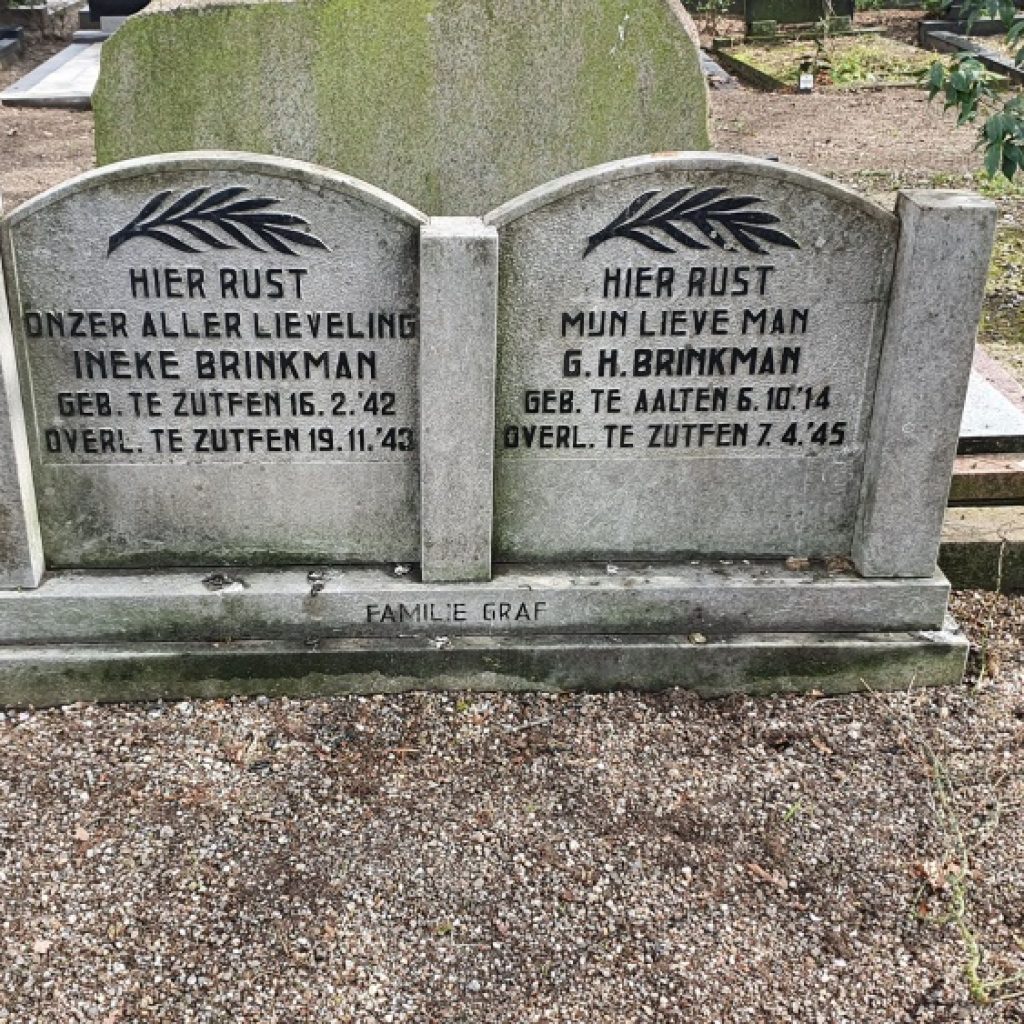 HIER RUST
ONZER ALLER LIEVELING
INEKE BRINKMAN
GEB. TE ZUTFEN 16.2.'42
OVERL. TE ZUTFEN 19.11.'43
HIER RUST
MIJN LIEVE MAN
G. H. BRINKMAN
GEB. TE AALTEN 6.10.'14
OVERL. TE ZUTFEN 7.4.'45
FAMILIE GRAF